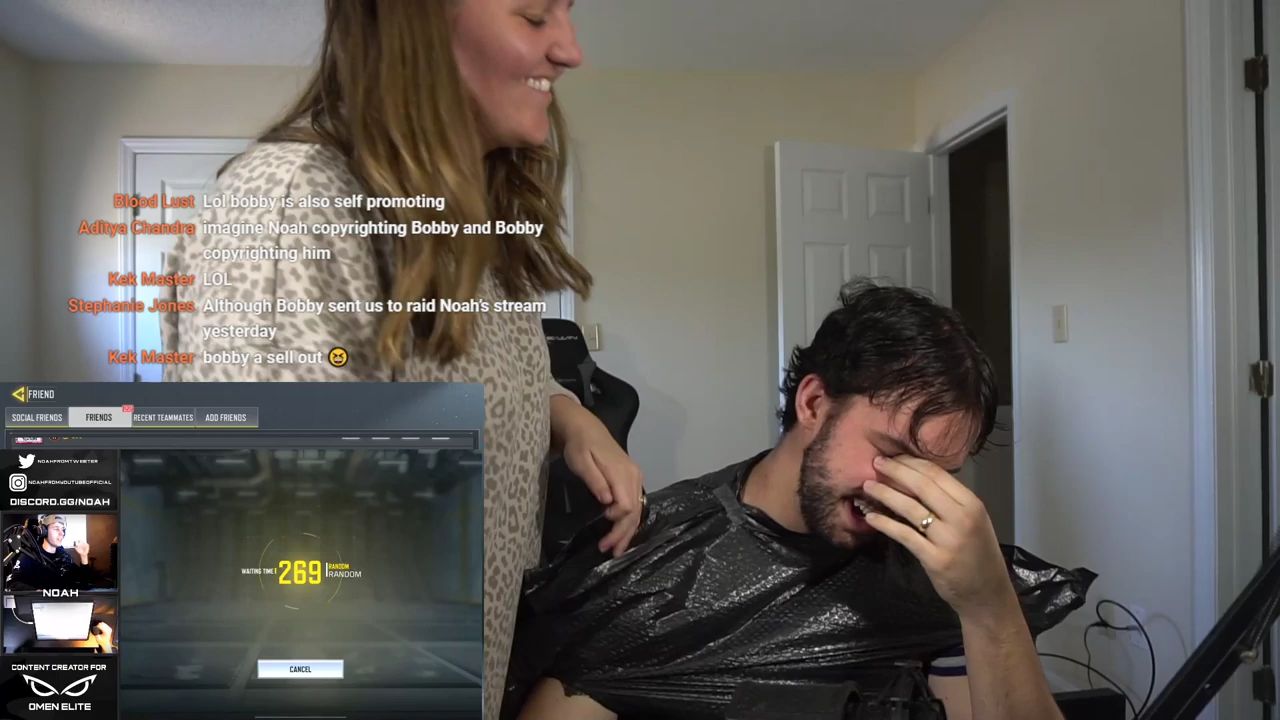 Blood Lust Lol bobby is also self promoting
Aditya Chandra imagine Noah copyrighting Bobby and Bobby
copyrighting him
Kek Master LOL
Stephanie Jones Although Bobby sent us to raid Noah's stream
yesterday
Kek Master bobby a sell out
FRIEND
SOCIAL FRIENDS FRIENDS RECENT TEAMMATES ADD FRIENDS
NOAHFROMTWEETER
NOAHFROMYOUTUBEOFFICIAL
DISCORD.GG/NOAH
NOAH
CONTENT CREATOR FOR
OMEN ELITE
WAITING TIME 269 RANDOM
RANDOM
CANCEL